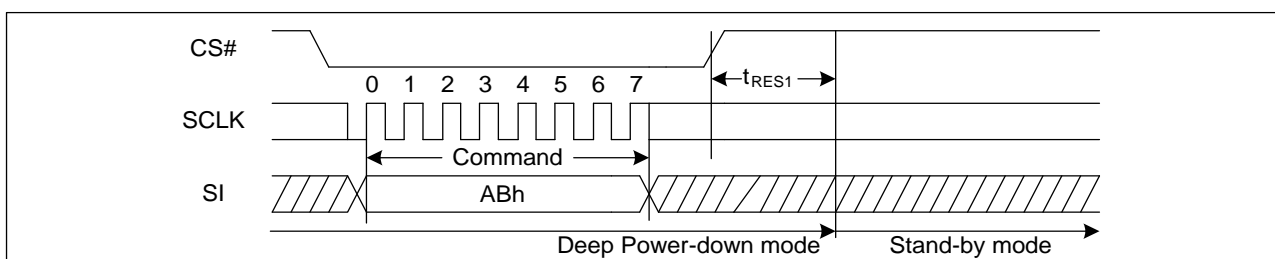 CS#
tRES1
0 1 2 3 4 5 6 7
SCLK
Command
SI
ABh
Deep Power-down mode
Stand-by mode